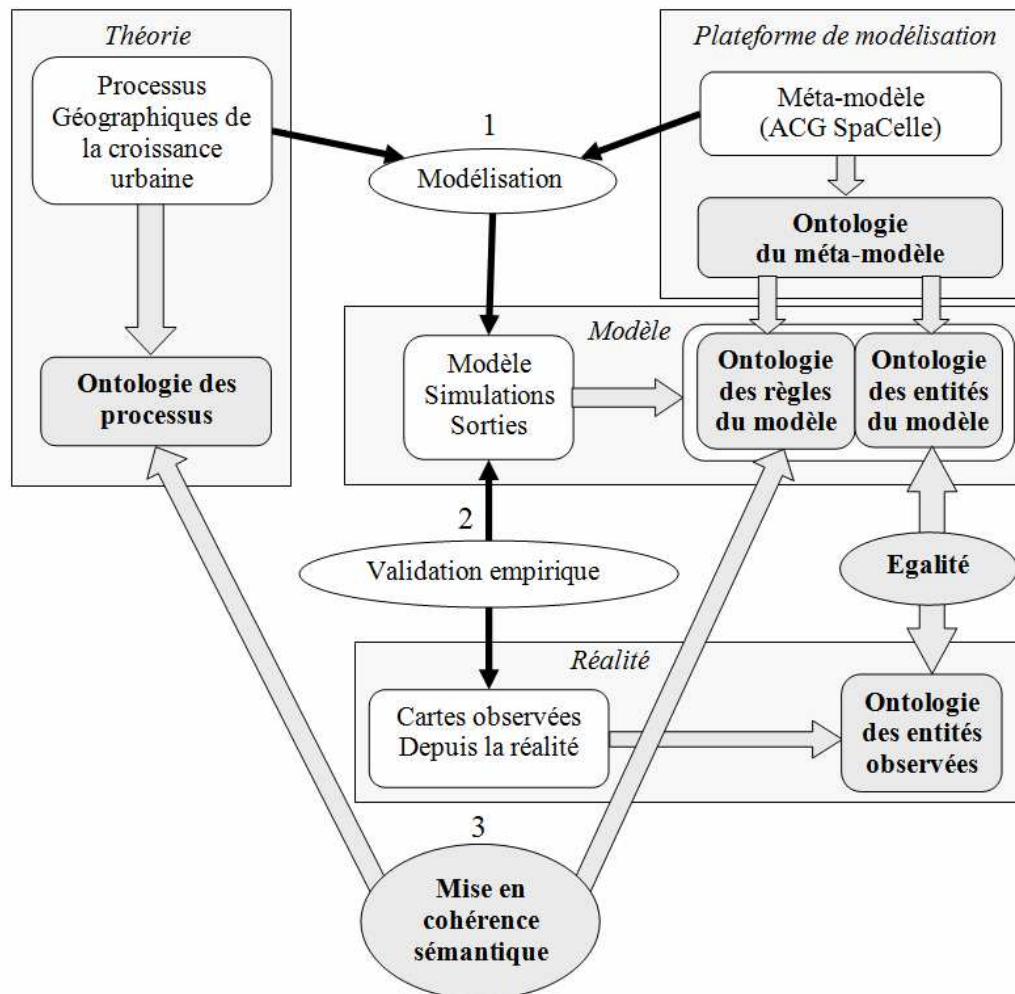 Théorie
Processus
Géographiques de
la croissance
urbaine
Ontologie des
processus
1
Modélisation
Plateforme de modélisation
Méta-modèle
(ACG SpaCelle)
Ontologie
du méta-modèle
Modèle
Modèle
Simulations
Sorties
Ontologie
des règles
du modèle
Ontologie
des entités
du modèle
2
Validation empirique
Egalité
Réalité
Cartes observées
Depuis la réalité
Ontologie
des entités
observées
3
Mise en
cohérence
sémantique